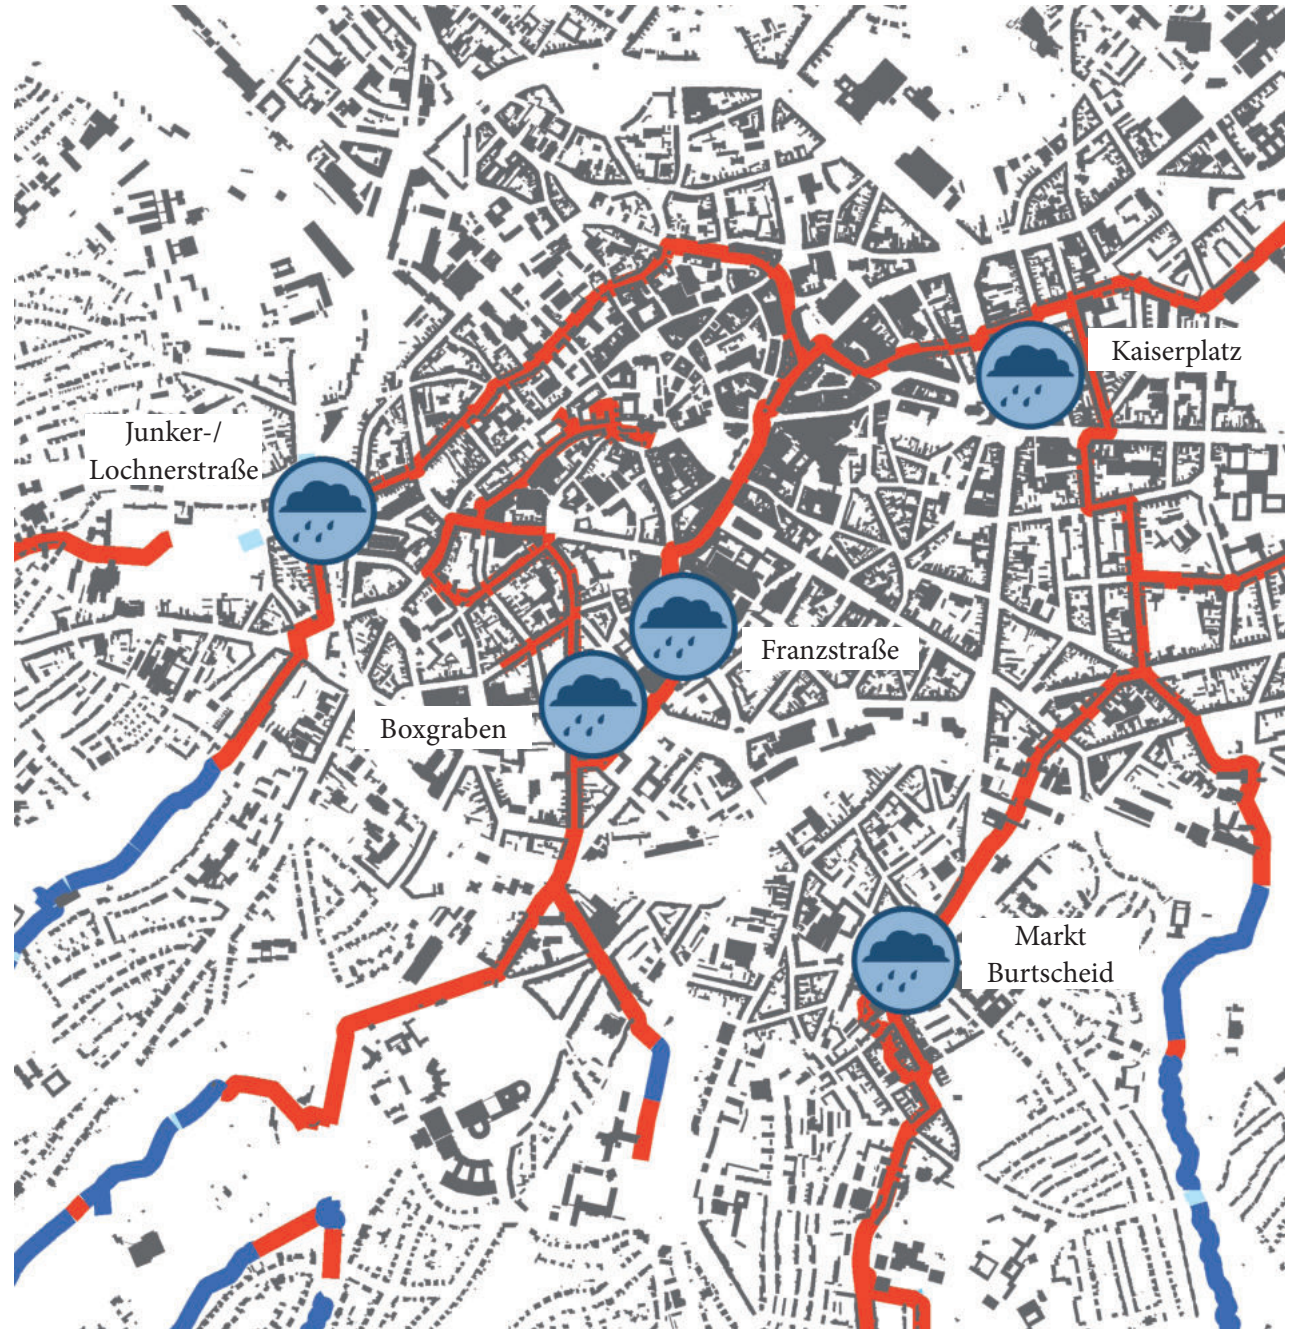 Kaiserplatz
Junker-/
Lochnerstraße
Franzstraße
Boxgraben
Markt
Burtscheid